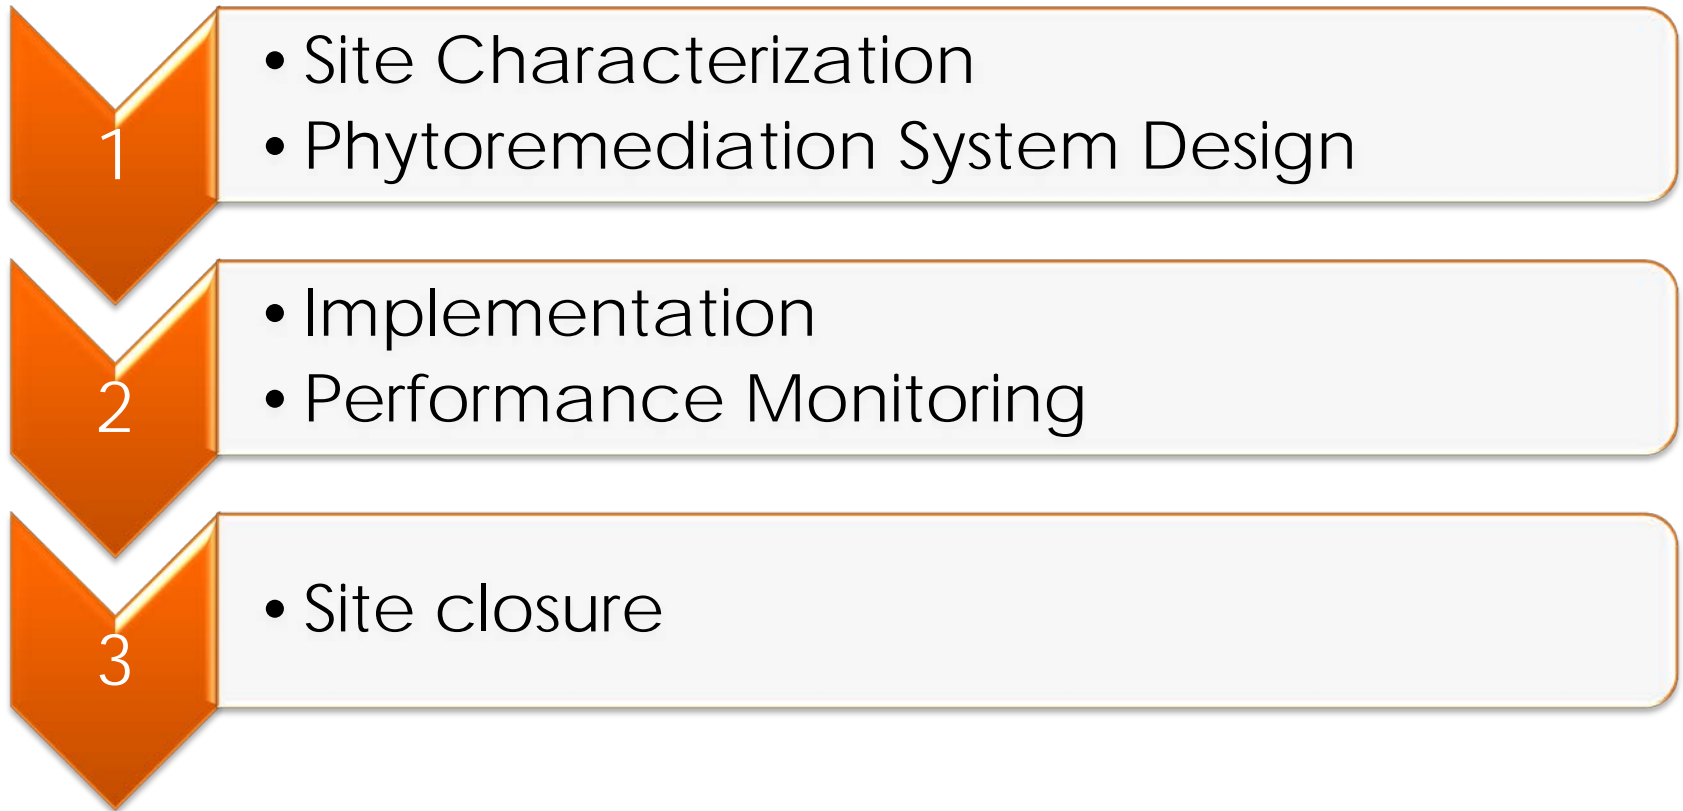 1
• Site Characterization
• Phytoremediation System Design
2
• Implementation
• Performance Monitoring
3
• Site closure